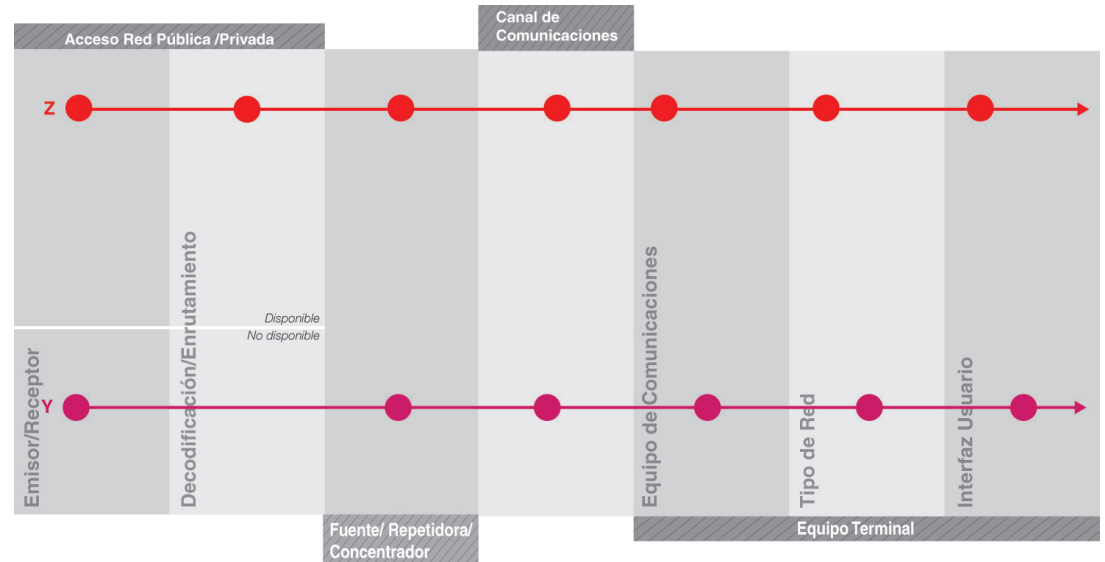 Acceso Red Pública /Privada
Canal de
Comunicaciones
Z
Disponible
No disponible
Y
Emisor/Receptor
Decodificación/Enrutamiento
Equipo de Comunicaciones
Tipo de Red
Interfaz Usuario
Fuente/ Repetidora/
Concentrador
Equipo Terminal